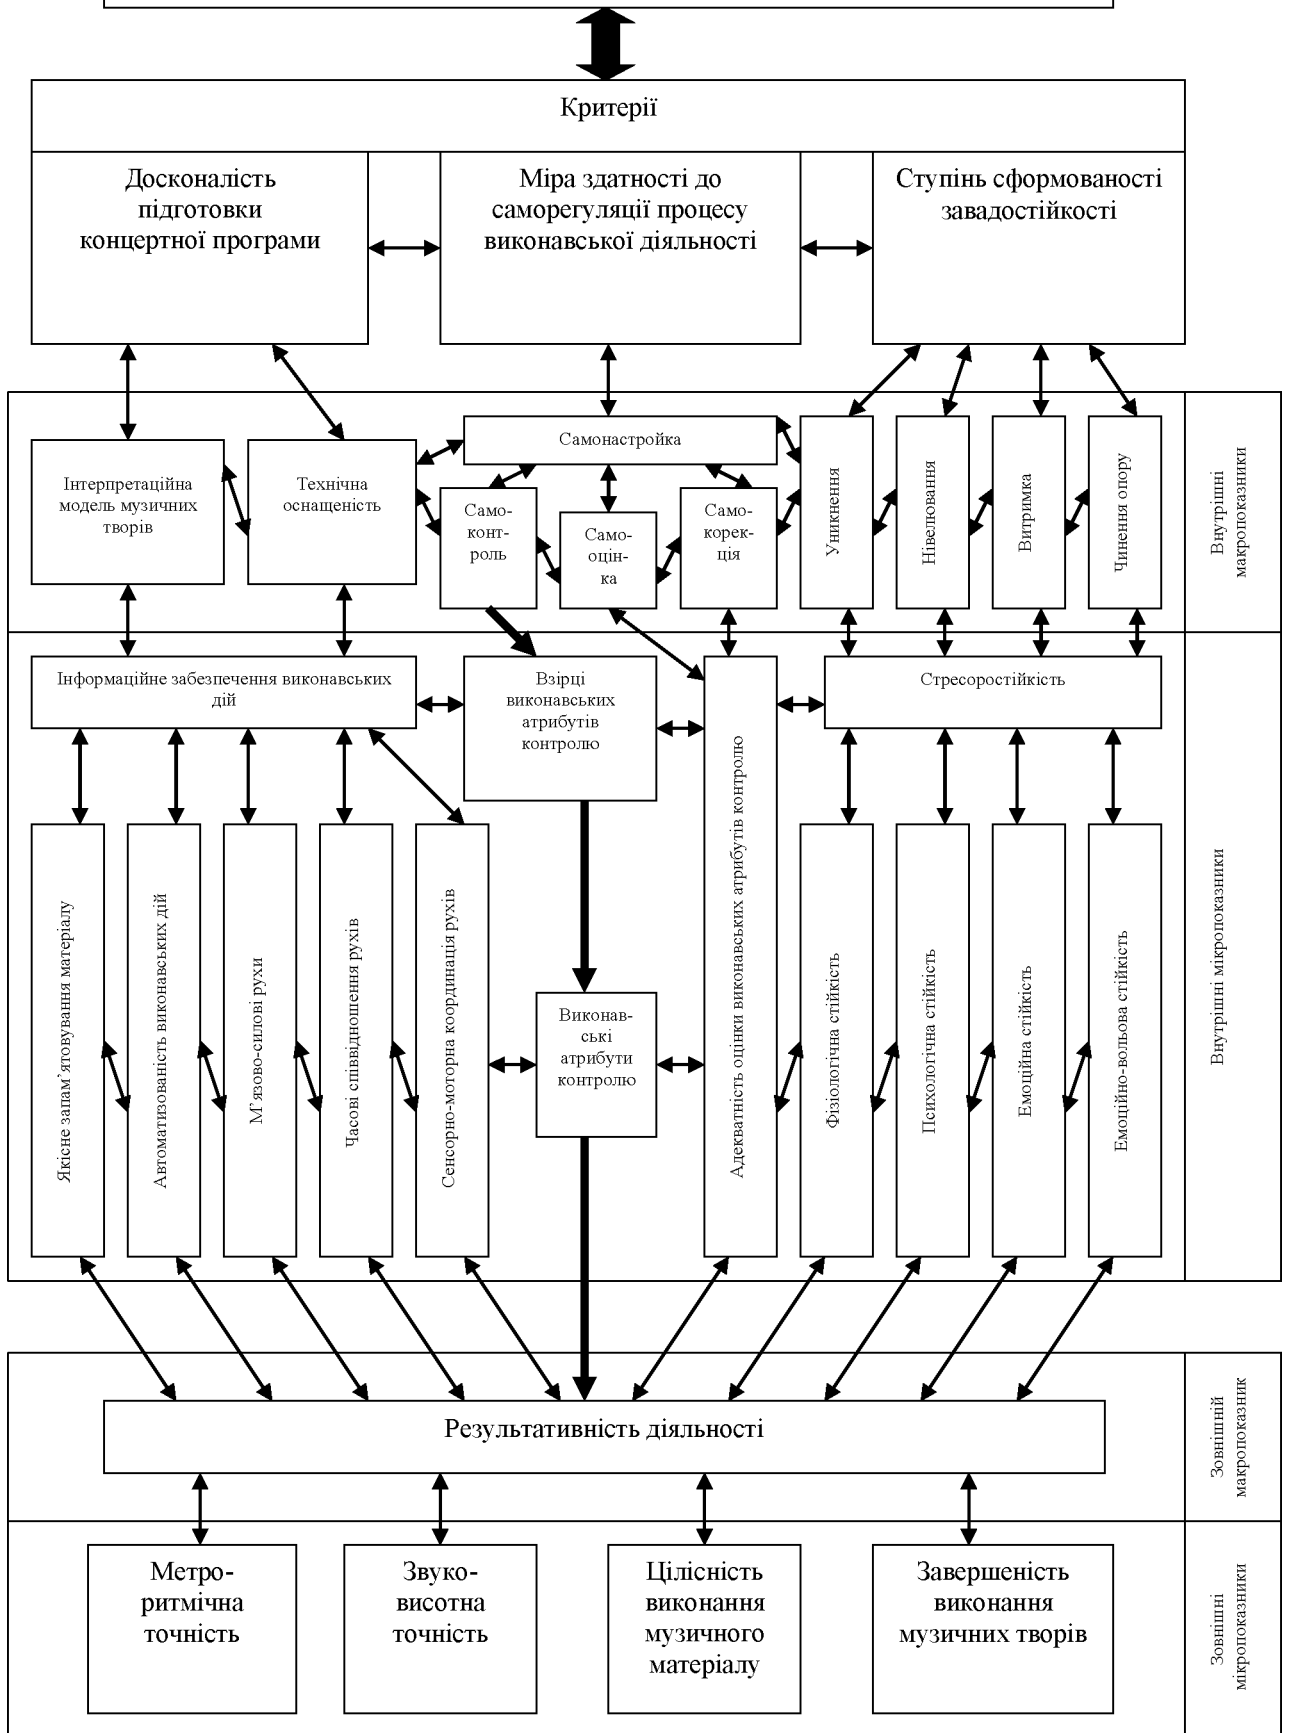 Критерії
Досконалість
підготовки
концертної програми
Міра здатності до
саморегуляції процесу
виконавської діяльності
Ступінь сформованості
завадостійкості
Інтерпретаційна
модель музичних
творів
Технічна
оснащеність
Самонастройка
Само-
конт-
роль
Само-
оцін-
ка
Само-
корек-
ція
Уникнення
Нівелювання
Витримка
Чинення опору
Внутрішні
макропоказники
Інформаційне забезпечення виконавських
дій
Взірці
виконавських
атрибутів
контролю
Адекватність оцінки виконавських атрибутів контролю
Стресоростійкість
Якісне запам’ятовування матеріалу
Автоматизованість виконавських дій
М’язово-силові рухи
Часові співвідношення рухів
Сенсорно-моторна координація рухів
Виконав-
ські
атрибути
контролю
Фізіологічна стійкість
Психологічна стійкість
Емоційна стійкість
Емоційно-вольова стійкість
Внутрішні мікропоказники
Результативність діяльності
Зовнішній
макропоказник
Метро-
ритмічна
точність
Звуко-
висотна
точність
Цілісність
виконання
музичного
матеріалу
Завершеність
виконання
музичних творів
Зовнішні
мікропоказники